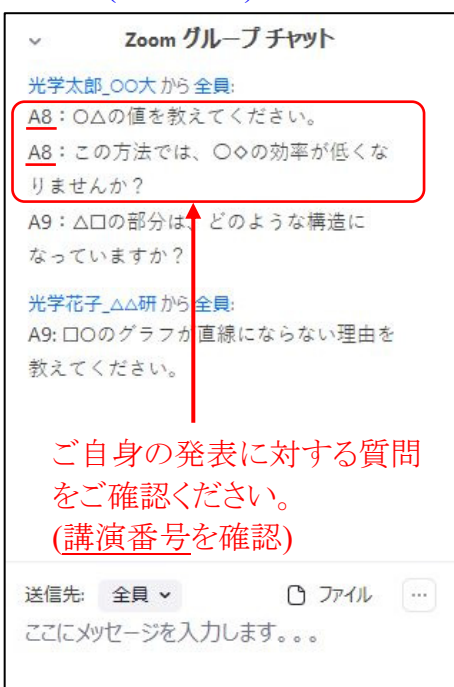 Zoom グループ チャット
光学太郎_〇〇大 から 全員:
A8：〇△の値を教えてください。
A8：この方法では、〇◇の効率が低くな
りませんか？
A9：△□の部分は、どのような構造に
なっていますか？
光学花子_△△研 から 全員:
A9: □〇のグラフが直線にならない理由を
教えてください。
ご自身の発表に対する質問
をご確認ください。
(講演番号を確認)
送信先: 全員 ファイル ...
ここにメッセージを入力します。。。